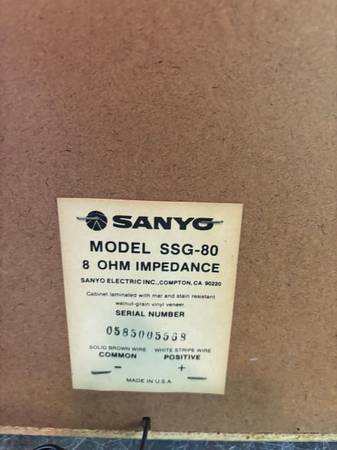 SANYO
MODEL SSG-80
8 OHM IMPEDANCE
SANYO ELECTRIC INC., COMPTON, CA 90220
Cabinet laminated with mar and stain resistant
walnut-grain vinyl veneer.
SERIAL NUMBER
0585005568
SOLID BROWN WIRE WHITE STRIPE WIRE
COMMON POSITIVE
− +
MADE IN U.S.A.